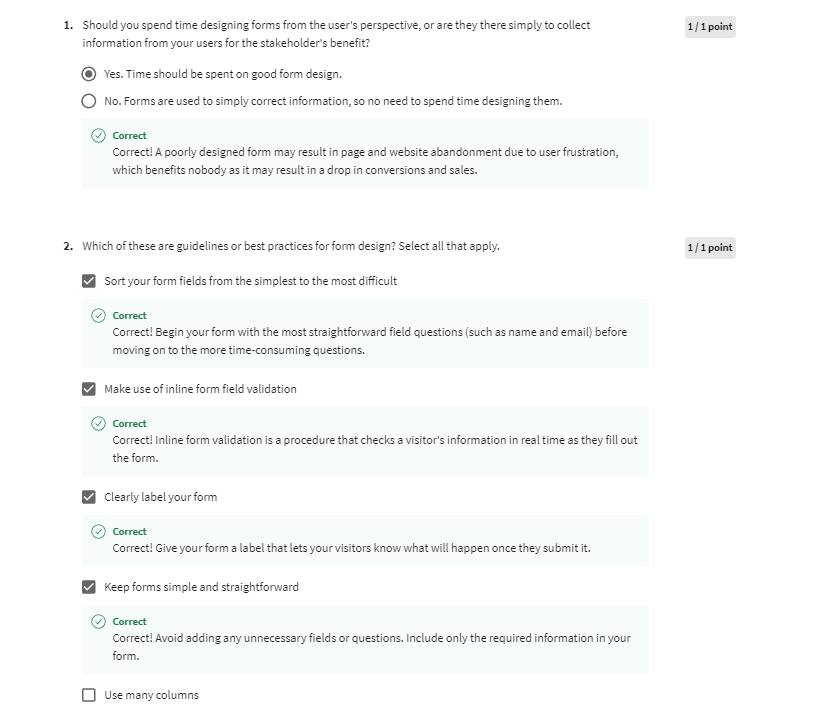 1. Should you spend time designing forms from the user's perspective, or are they there simply to collect
information from your users for the stakeholder's benefit?
1 / 1 point
Yes. Time should be spent on good form design.
No. Forms are used to simply correct information, so no need to spend time designing them.
Correct
Correct! A poorly designed form may result in page and website abandonment due to user frustration,
which benefits nobody as it may result in a drop in conversions and sales.
2. Which of these are guidelines or best practices for form design? Select all that apply.
1 / 1 point
Sort your form fields from the simplest to the most difficult
Correct
Correct! Begin your form with the most straightforward field questions (such as name and email) before
moving on to the more time-consuming questions.
Make use of inline form field validation
Correct
Correct! Inline form validation is a procedure that checks a visitor's information in real time as they fill out
the form.
Clearly label your form
Correct
Correct! Give your form a label that lets your visitors know what will happen once they submit it.
Keep forms simple and straightforward
Correct
Correct! Avoid adding any unnecessary fields or questions. Include only the required information in your
form.
Use many columns